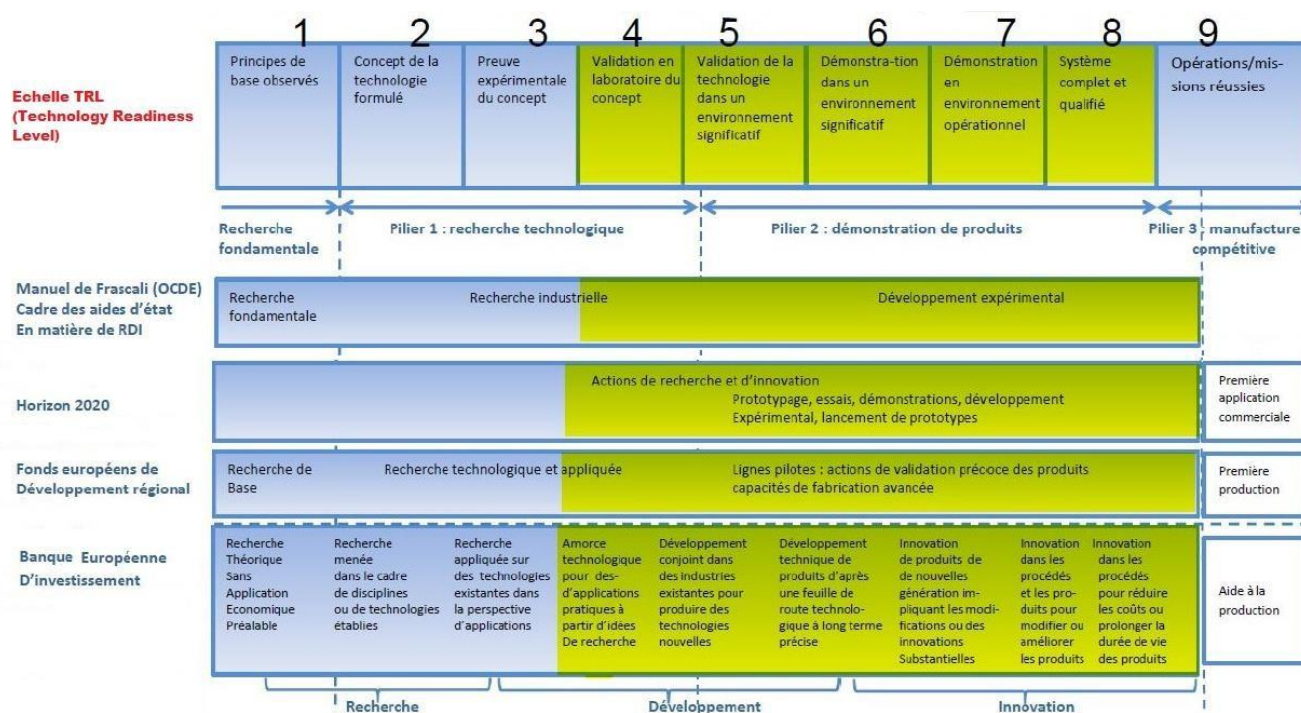 1 2 3 4 5 6 7 8 9
Echelle TRL
(Technology Readiness
Level)
Principes de
base observés
Concept de la
technologie
formulé
Preuve
expérimentale
du concept
Validation en
laboratoire du
concept
Validation de la
technologie
dans un
environnement
significatif
Démonstra-tion
dans un
environnement
significatif
Démonstration
en
environnement
opérationnel
Système
complet et
qualifié
Opérations/mis-
sions réussies
Recherche
fondamentale
Pilier 1 : recherche technologique
Pilier 2 : démonstration de produits
Pilier 3 : manufacture
compétitive
Manuel de Frascali (OCDE)
Cadre des aides d'état
En matière de RDI
Recherche
fondamentale
Recherche industrielle
Développement expérimental
Horizon 2020
Actions de recherche et d'innovation
Prototypage, essais, démonstrations, développement
Expérimental, lancement de prototypes
Première
application
commerciale
Fonds européens de
Développement régional
Recherche de
Base
Recherche technologique et appliquée
Lignes pilotes : actions de validation précoce des produits
capacités de fabrication avancée
Première
production
Banque Européenne
D'investissement
Recherche
Théorique
Sans
Application
Economique
Préalable
Recherche
menée
dans le cadre
de disciplines
ou de technologies
établies
Recherche
appliquée sur
des technologies
existantes dans
la perspective
d'applications
Amorce
technologique
pour des-
d'applications
pratiques à
partir d'idées
De recherche
Développement
conjoint dans
des industries
existantes pour
produire des
technologies
nouvelles
Développement
technique de
produits d'après
une feuille de
route technolo-
gique à long terme
précise
Innovation
de produits de
de nouvelles
génération im-
pliquant les modi-
fications ou des
innovations
Substantielles
Innovation
dans les
procédés
et les pro-
duits pour
modifier ou
améliorer
les produits
Innovation
dans les
procédés
pour réduire
les coûts ou
prolonger la
durée de vie
des produits
Aide à la
production
Recherche
Développement
Innovation